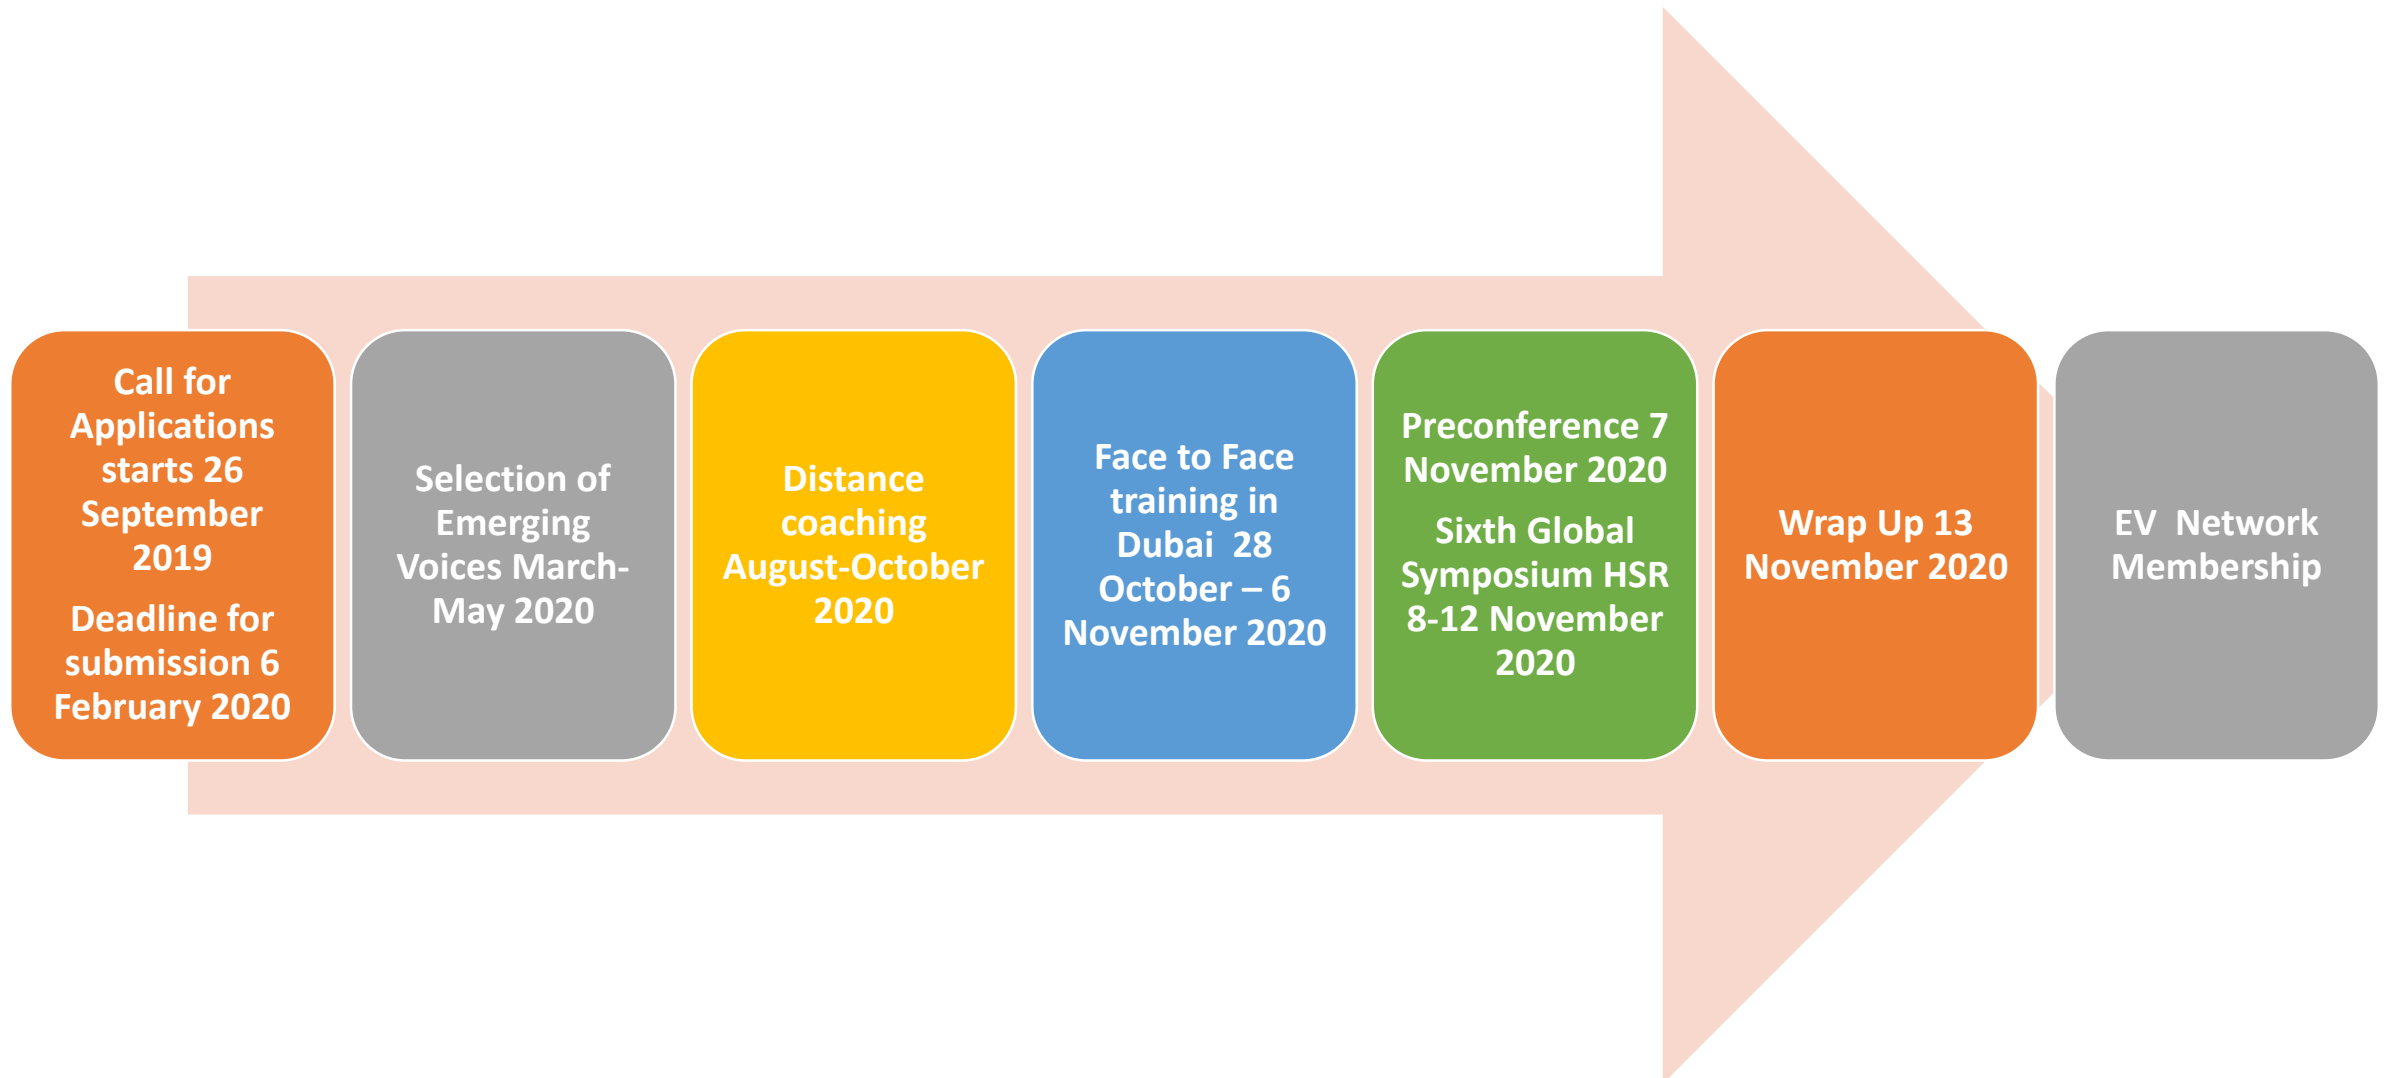 Call for
Applications
starts 26
September
2019
Deadline for
submission 6
February 2020
Selection of
Emerging
Voices March-
May 2020
Distance
coaching
August-October
2020
Face to Face
training in
Dubai  28
October – 6
November 2020
Preconference 7
November 2020
Sixth Global
Symposium HSR
8-12 November
2020
Wrap Up 13
November 2020
EV  Network
Membership